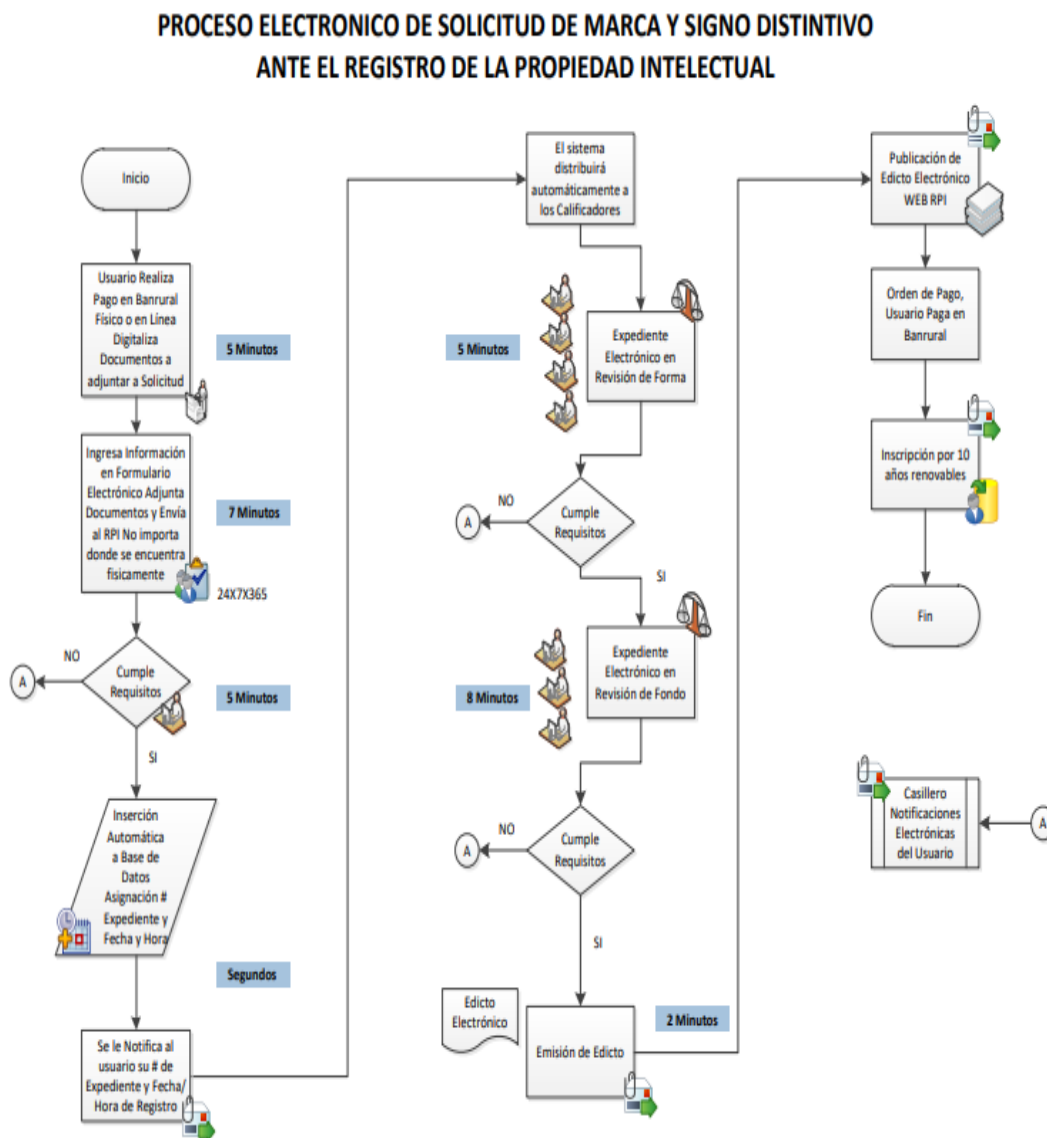 PROCESO ELECTRONICO DE SOLICITUD DE MARCA Y SIGNO DISTINTIVO
ANTE EL REGISTRO DE LA PROPIEDAD INTELECTUAL
Inicio
Usuario Realiza
Pago en Banrural
Físico o en Línea
Digitaliza
Documentos a
adjuntar a Solicitud
5 Minutos
Ingresa Información
en Formulario
Electrónico Adjunta
Documentos y Envía
al RPI No importa
donde se encuentra
fisicamente
7 Minutos
24X7X365
Cumple
Requisitos
NO
A
5 Minutos
SI
Inserción
Automática
a Base de
Datos
Asignación #
Expediente y
Fecha y Hora
Segundos
Se le Notifica al
usuario su # de
Expediente y Fecha/
Hora de Registro
El sistema
distribuirá
automáticamente a
los Calificadores
5 Minutos
Expediente
Electrónico en
Revisión de Forma
NO
A
Cumple
Requisitos
SI
8 Minutos
Expediente
Electrónico en
Revisión de Fondo
NO
A
Cumple
Requisitos
SI
Edicto
Electrónico
Emisión de Edicto
2 Minutos
Publicación de
Edicto Electrónico
WEB RPI
Orden de Pago,
Usuario Paga en
Banrural
Inscripción por 10
años renovables
Fin
Casillero
Notificaciones
Electrónicas
del Usuario
A